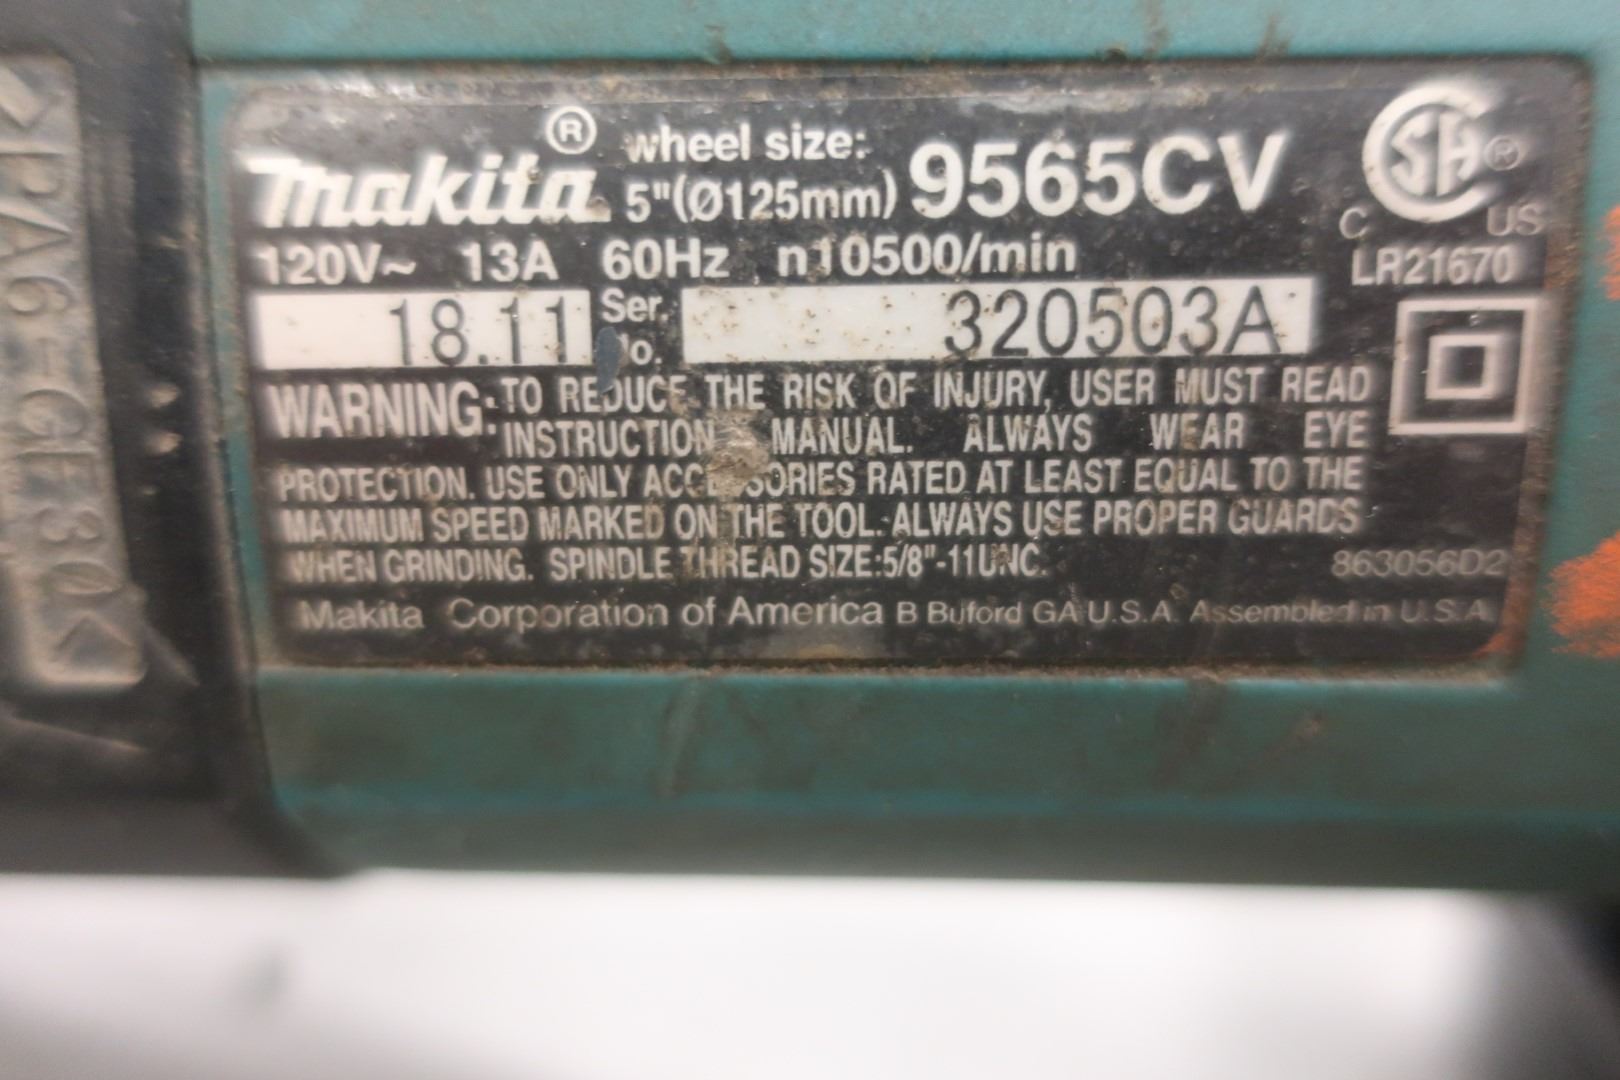 >PA6-GF30<
makita® wheel size: 5"(Ø125mm) 9565CV
CSA® C US
120V~ 13A 60Hz n10500/min LR21670
18.11 Ser. No. 320503A
WARNING: TO REDUCE THE RISK OF INJURY, USER MUST READ
INSTRUCTION MANUAL. ALWAYS WEAR EYE
PROTECTION. USE ONLY ACCESSORIES RATED AT LEAST EQUAL TO THE
MAXIMUM SPEED MARKED ON THE TOOL. ALWAYS USE PROPER GUARDS
WHEN GRINDING. SPINDLE THREAD SIZE:5/8"-11UNC.
863056D2
Makita Corporation of America B Buford GA U.S.A. Assembled in U.S.A.